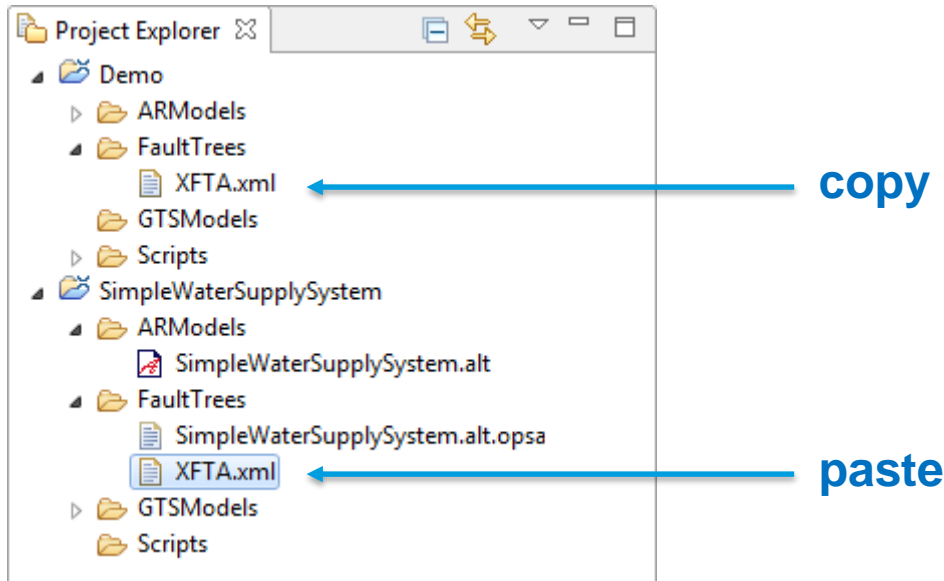 Project Explorer
Demo
ARModels
FaultTrees
XFTA.xml
copy
GTSModels
Scripts
SimpleWaterSupplySystem
ARModels
SimpleWaterSupplySystem.alt
FaultTrees
SimpleWaterSupplySystem.alt.opsa
XFTA.xml
paste
GTSModels
Scripts